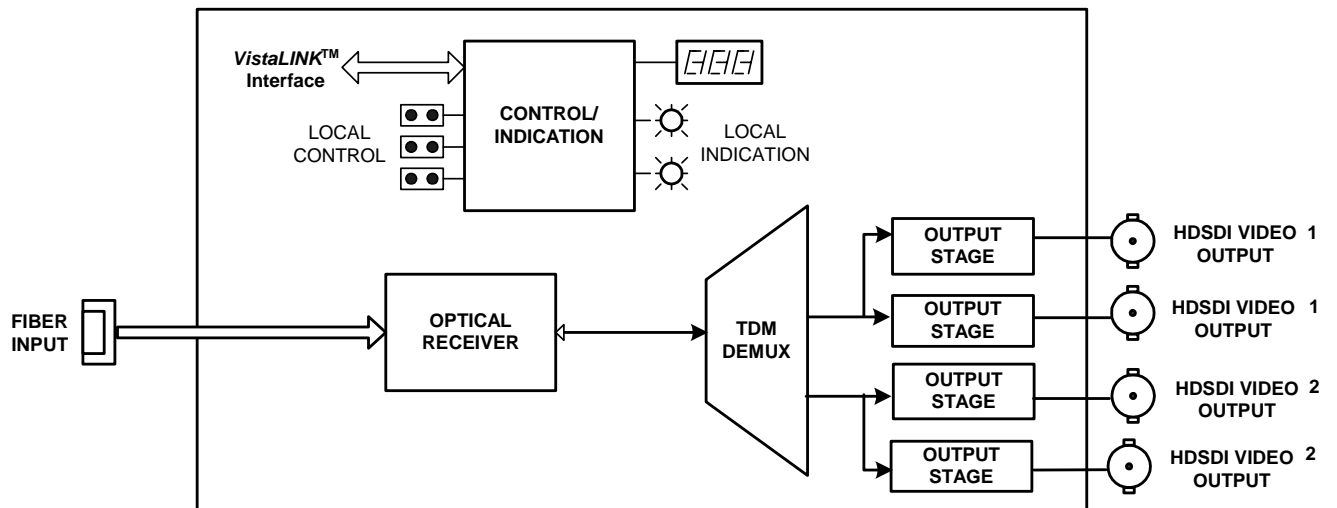 VistaLINK™
Interface
LOCAL
CONTROL
CONTROL/
INDICATION
LOCAL
INDICATION
FIBER
INPUT
OPTICAL
RECEIVER
TDM
DEMUX
OUTPUT
STAGE
HDSDI VIDEO 1
OUTPUT
OUTPUT
STAGE
HDSDI VIDEO 1
OUTPUT
OUTPUT
STAGE
HDSDI VIDEO 2
OUTPUT
OUTPUT
STAGE
HDSDI VIDEO 2
OUTPUT